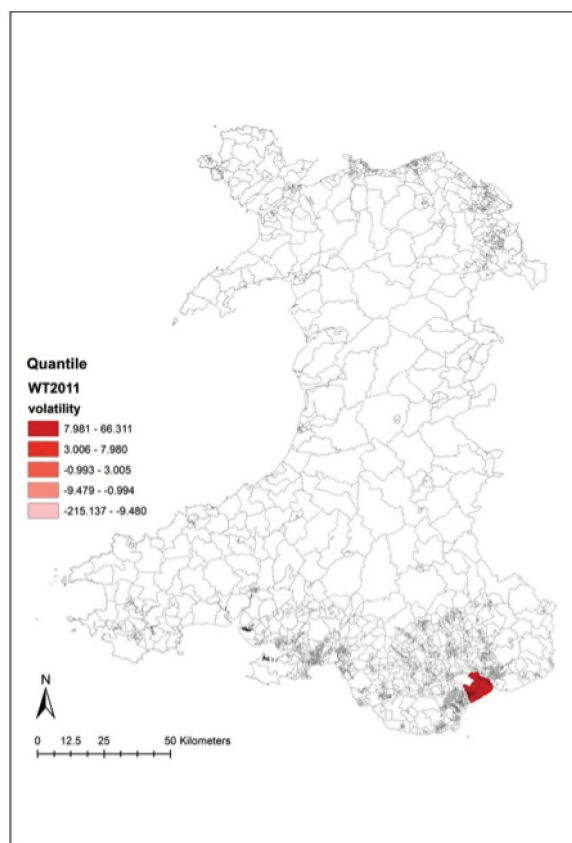 Quantile
WT2011
volatility
7.981 - 66.311
3.006 - 7.980
-0.993 - 3.005
-9.479 - -0.994
-215.137 - -9.480
N
0 12.5 25 50 Kilometers